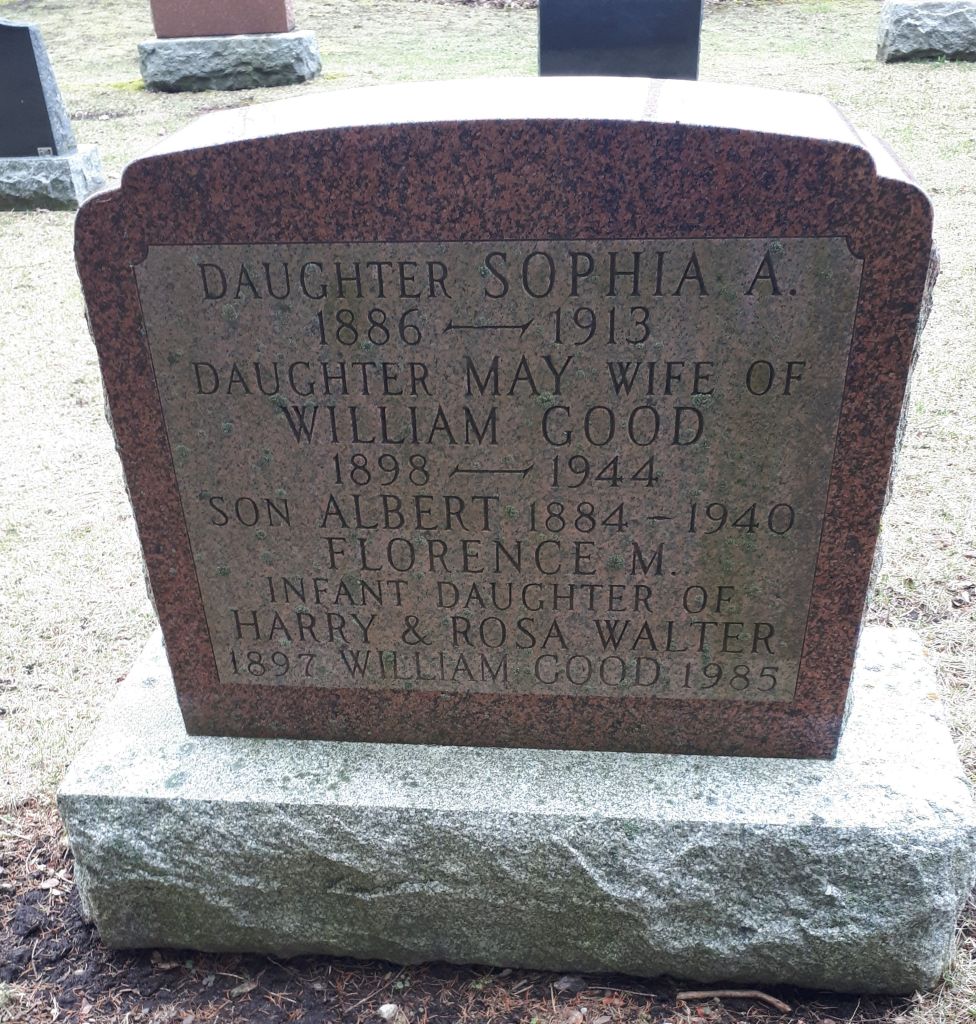 DAUGHTER SOPHIA A.
1886 — 1913
DAUGHTER MAY WIFE OF
WILLIAM GOOD
1898 — 1944
SON ALBERT 1884 - 1940
FLORENCE M.
INFANT DAUGHTER OF
HARRY & ROSA WALTER
1897 WILLIAM GOOD 1985